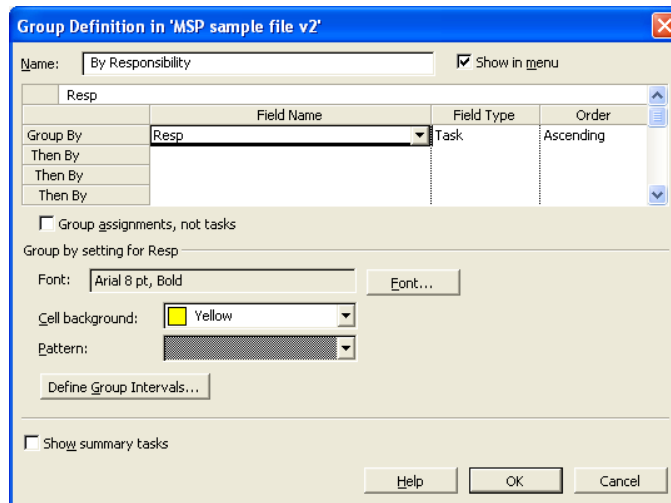 Group Definition in 'MSP sample file v2'
Name: By Responsibility Show in menu
Resp
Field Name Field Type Order
Group By Resp Task Ascending
Then By
Then By
Then By
Group assignments, not tasks
Group by setting for Resp
Font: Arial 8 pt, Bold Font...
Cell background: Yellow
Pattern:
Define Group Intervals...
Show summary tasks
Help OK Cancel